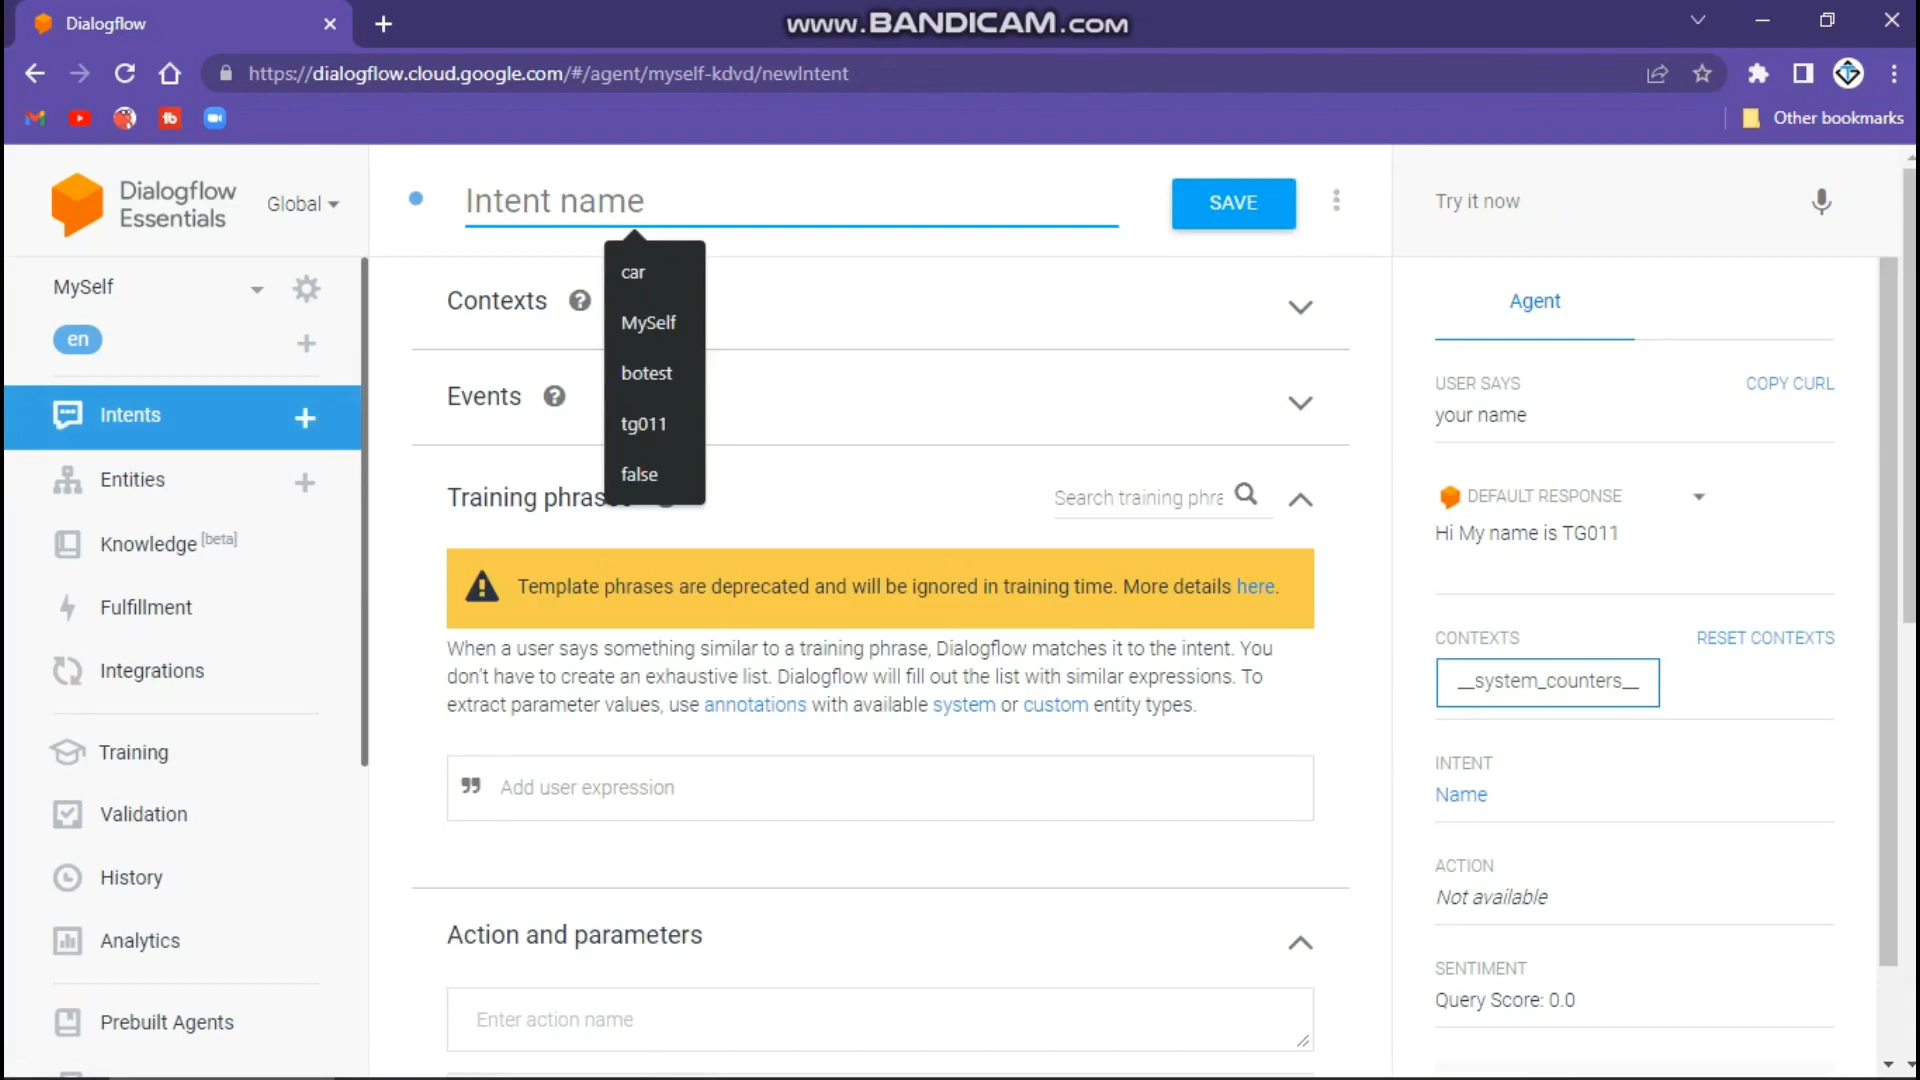 Dialogflow
www.BANDICAM.com
https://dialogflow.cloud.google.com/#/agent/myself-kdvd/newIntent
Other bookmarks
Dialogflow
Essentials
Global
Intent name
SAVE
Try it now
MySelf
en
Intents
Entities
Knowledge [beta]
Fulfillment
Integrations
Training
Validation
History
Analytics
Prebuilt Agents
car
MySelf
botest
tg011
false
Contexts
Events
Training phras
Search training phra
Template phrases are deprecated and will be ignored in training time. More details here.
When a user says something similar to a training phrase, Dialogflow matches it to the intent. You
don't have to create an exhaustive list. Dialogflow will fill out the list with similar expressions. To
extract parameter values, use annotations with available system or custom entity types.
Add user expression
Action and parameters
Enter action name
Agent
USER SAYS
COPY CURL
your name
DEFAULT RESPONSE
Hi My name is TG011
CONTEXTS
RESET CONTEXTS
__system_counters__
INTENT
Name
ACTION
Not available
SENTIMENT
Query Score: 0.0